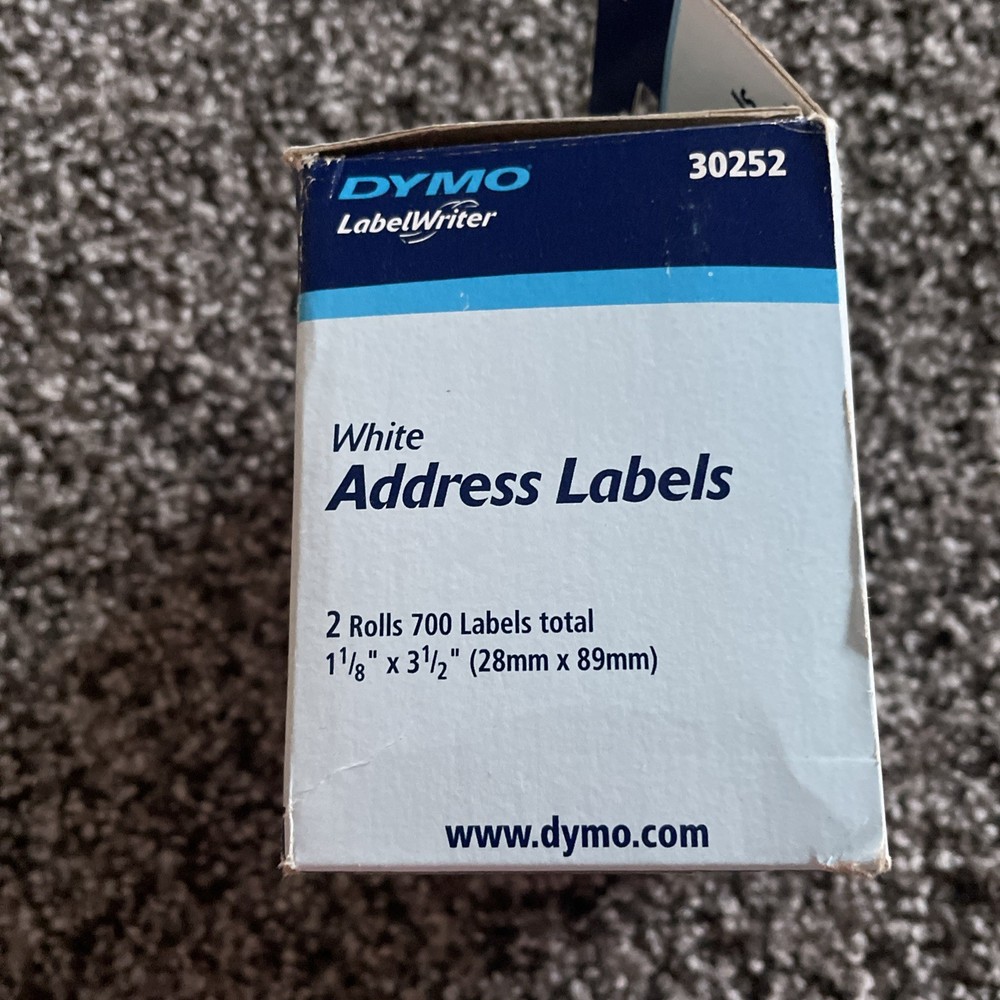 DYMO
30252
LabelWriter
White
Address Labels
2 Rolls 700 Labels total
1 1/8" x 3 1/2" (28mm x 89mm)
www.dymo.com